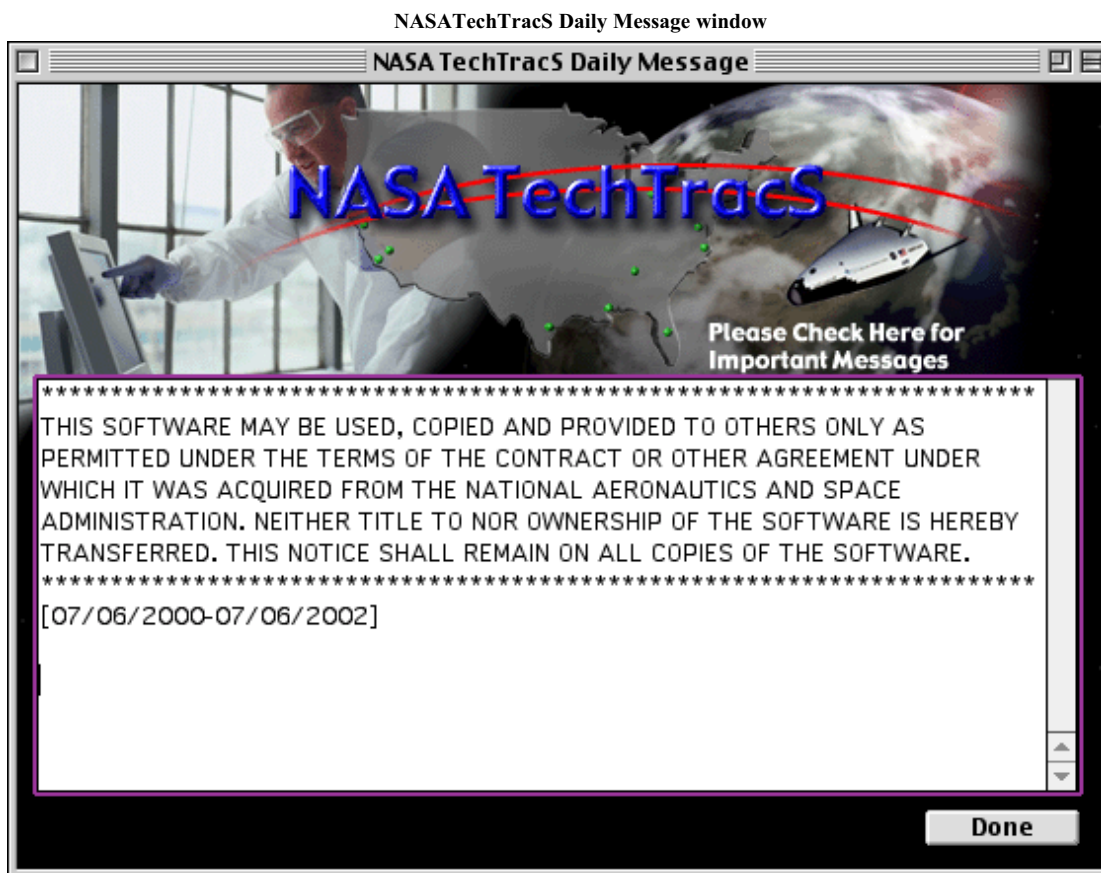 NASATechTracS Daily Message window
NASA TechTracS Daily Message
NASA TechTracS
Please Check Here for
Important Messages
************************************************************************
THIS SOFTWARE MAY BE USED, COPIED AND PROVIDED TO OTHERS ONLY AS
PERMITTED UNDER THE TERMS OF THE CONTRACT OR OTHER AGREEMENT UNDER
WHICH IT WAS ACQUIRED FROM THE NATIONAL AERONAUTICS AND SPACE
ADMINISTRATION. NEITHER TITLE TO NOR OWNERSHIP OF THE SOFTWARE IS HEREBY
TRANSFERRED. THIS NOTICE SHALL REMAIN ON ALL COPIES OF THE SOFTWARE.
************************************************************************
[07/06/2000-07/06/2002]
Done